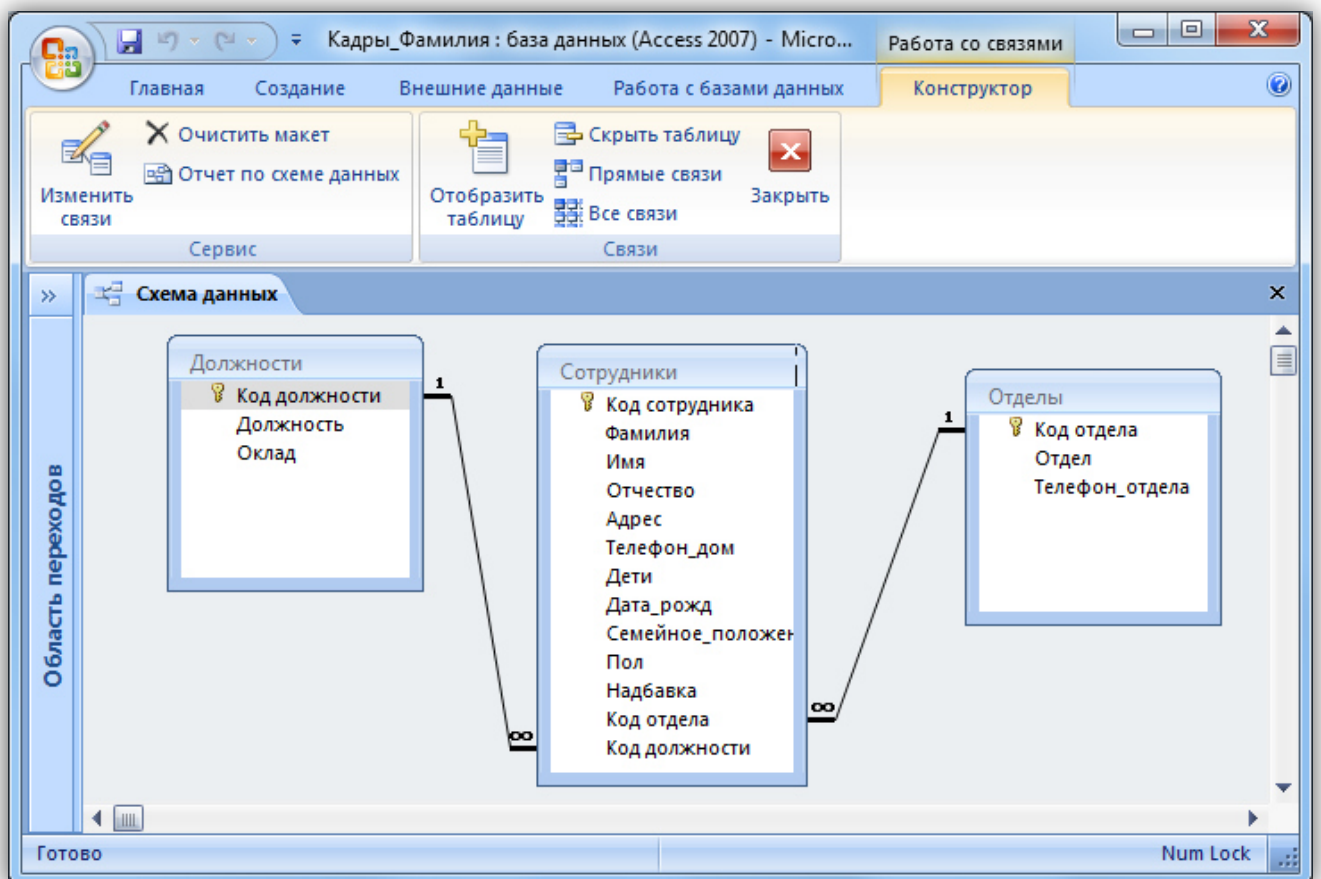 Кадры_Фамилия : база данных (Access 2007) - Micro...
Работа со связями
Главная
Создание
Внешние данные
Работа с базами данных
Конструктор
Изменить
связи
Очистить макет
Отчет по схеме данных
Сервис
Отобразить
таблицу
Скрыть таблицу
Прямые связи
Все связи
Закрыть
Связи
Схема данных
Область переходов
Должности
Код должности
Должность
Оклад
1
∞
Сотрудники
Код сотрудника
Фамилия
Имя
Отчество
Адрес
Телефон_дом
Дети
Дата_рожд
Семейное_положен
Пол
Надбавка
Код отдела
Код должности
∞
1
Отделы
Код отдела
Отдел
Телефон_отдела
Готово
Num Lock